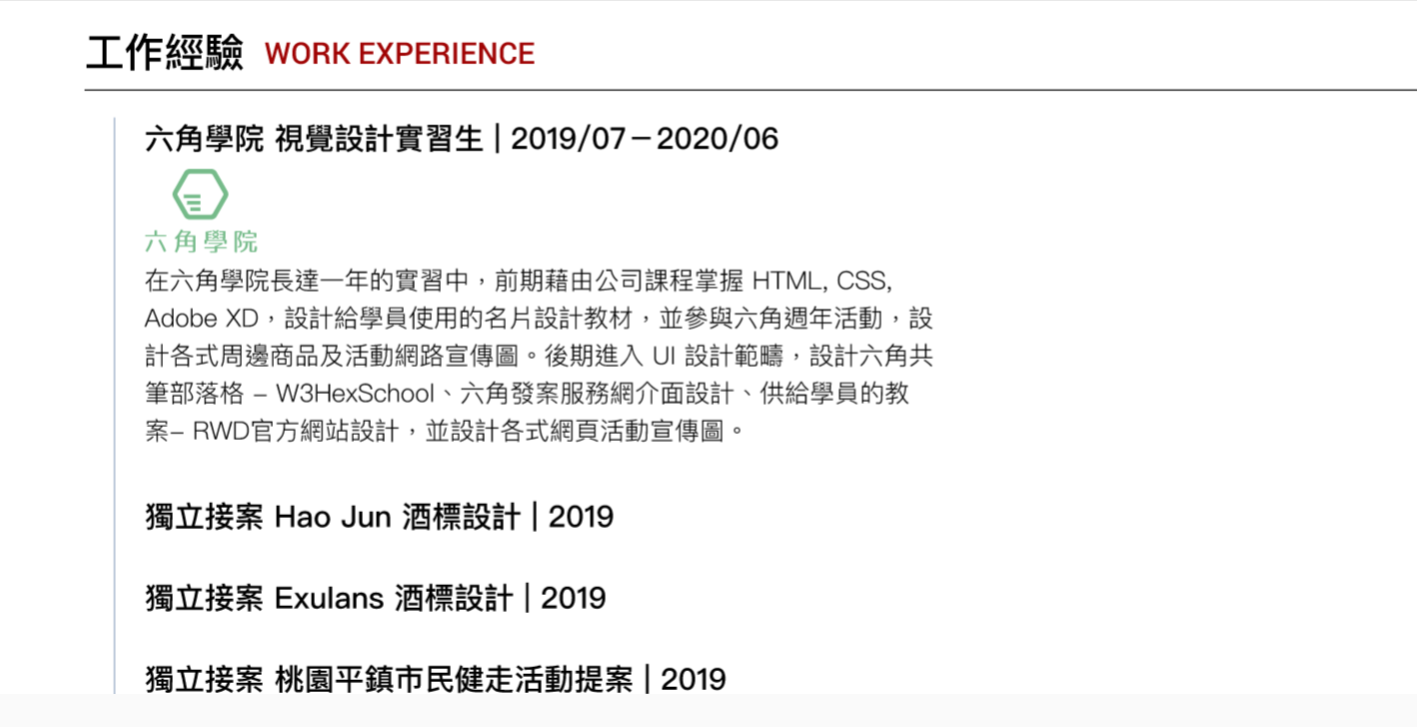 工作經驗 WORK EXPERIENCE
六角學院 視覺設計實習生 | 2019/07－2020/06
六角學院
在六角學院長達一年的實習中，前期藉由公司課程掌握 HTML, CSS,
Adobe XD，設計給學員使用的名片設計教材，並參與六角週年活動，設
計各式周邊商品及活動網路宣傳圖。後期進入 UI 設計範疇，設計六角共
筆部落格 – W3HexSchool、六角發案服務網介面設計、供給學員的教
案– RWD官方網站設計，並設計各式網頁活動宣傳圖。
獨立接案 Hao Jun 酒標設計 | 2019
獨立接案 Exulans 酒標設計 | 2019
獨立接案 桃園平鎮市民健走活動提案 | 2019